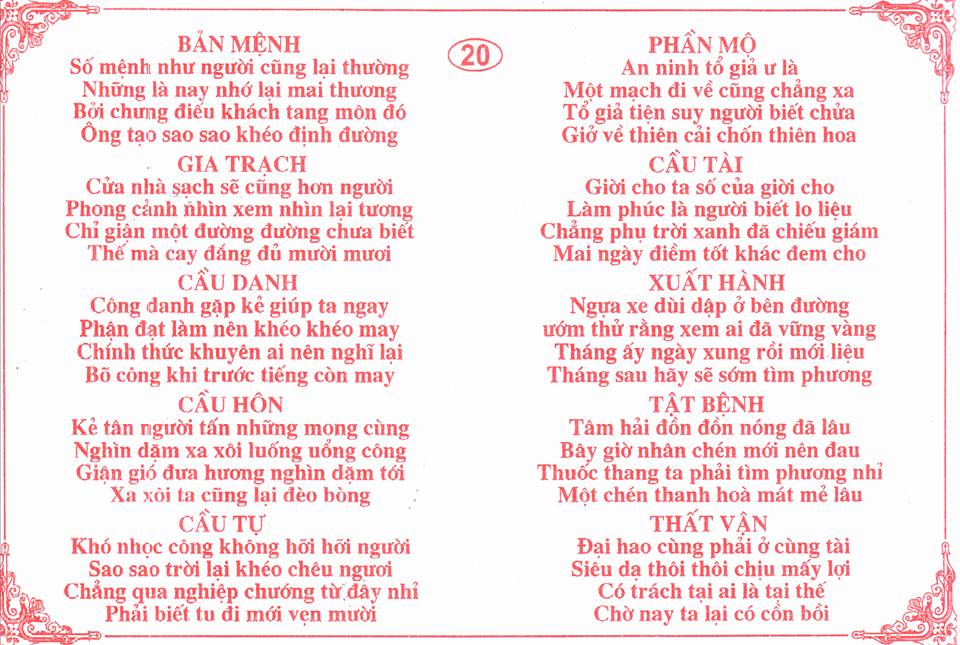 BẢN MỆNH
Số mệnh như người cũng lại thường
Những là nay nhớ lại mai thương
Bởi chưng điếu khách tang môn đó
Ông tạo sao sao khéo định đường
GIA TRẠCH
Cửa nhà sạch sẽ cũng hơn người
Phong cảnh nhìn xem nhìn lại tương
Chỉ giận một đường đường chưa biết
Thế mà cay đắng đủ mười mươi
CẦU DANH
Công danh gặp kẻ giúp ta ngay
Phận đạt làm nên khéo khéo may
Chính thức khuyên ai nên nghĩ lại
Bõ công khi trước tiếng còn may
CẦU HÔN
Kẻ tân người tấn những mong cùng
Nghìn dặm xa xôi luống uổng công
Giận gió đưa hương nghìn dặm tới
Xa xôi ta cũng lại đèo bòng
CẦU TỰ
Khó nhọc công không hỡi hỡi người
Sao sao trời lại khéo chêu ngươi
Chẳng qua nghiệp chướng từ đây nhỉ
Phải biết tu đi mới vẹn mười
20
PHẦN MỘ
An ninh tổ giả ư là
Một mạch đi về cũng chẳng xa
Tổ giả tiện suy người biết chửa
Giở về thiên cải chốn thiên hoa
CẦU TÀI
Giời cho ta số của giời cho
Làm phúc là người biết lo liệu
Chẳng phụ trời xanh đã chiếu giám
Mai ngày điềm tốt khác đem cho
XUẤT HÀNH
Ngựa xe dùi dập ở bên đường
ướm thử rằng xem ai đã vững vàng
Tháng ấy ngày xung rồi mới liệu
Tháng sau hãy sẽ sớm tìm phương
TẬT BỆNH
Tâm hải đồn đồn nóng đã lâu
Bây giờ nhân chén mới nên đau
Thuốc thang ta phải tìm phương nhỉ
Một chén thanh hoà mát mẻ lâu
THẤT VẬN
Đại hao cùng phải ở cùng tài
Siêu dạ thôi thôi chịu mấy lợi
Có trách tại ai là tại thế
Chờ nay ta lại có cồn bồi